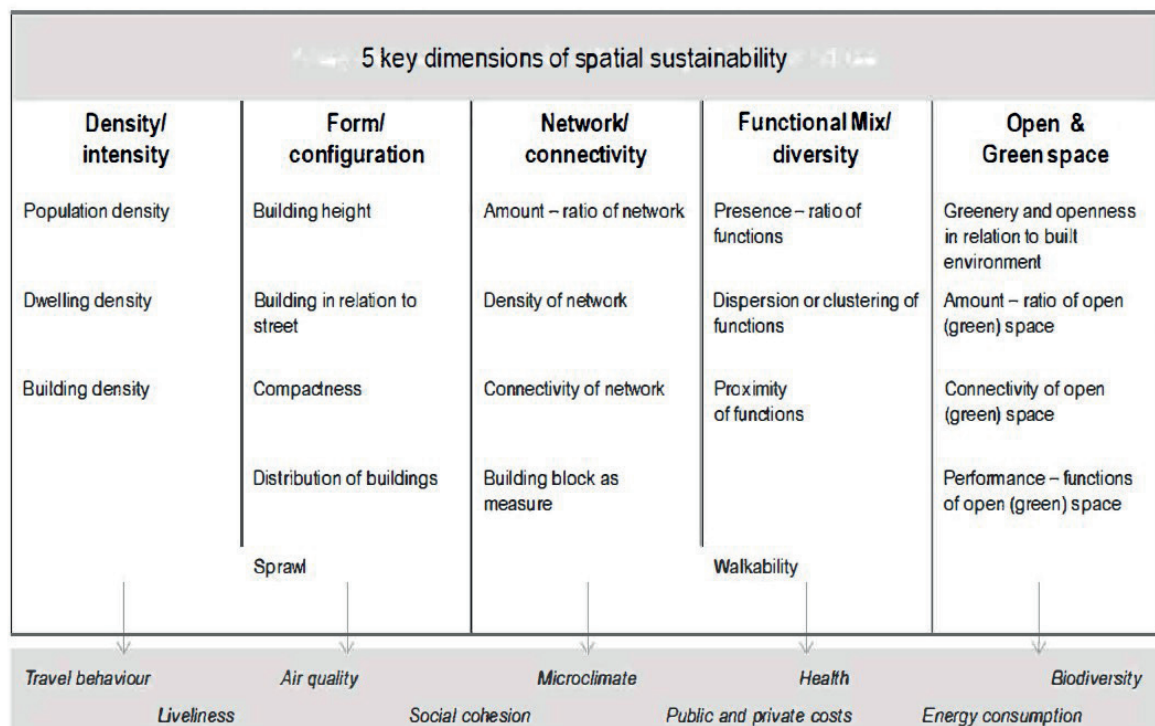 5 key dimensions of spatial sustainability
Density/
intensity
Form/
configuration
Network/
connectivity
Functional Mix/
diversity
Open &
Green space
Population density
Building height
Amount – ratio of network
Presence – ratio of
functions
Greenery and openness
in relation to built
environment
Dwelling density
Building in relation to
street
Density of network
Dispersion or clustering of
functions
Amount – ratio of open
(green) space
Building density
Compactness
Connectivity of network
Proximity
of functions
Connectivity of open
(green) space
Distribution of buildings
Building block as
measure
Performance – functions
of open (green) space
Sprawl
Walkability
Travel behaviour
Air quality
Microclimate
Health
Biodiversity
Liveliness
Social cohesion
Public and private costs
Energy consumption